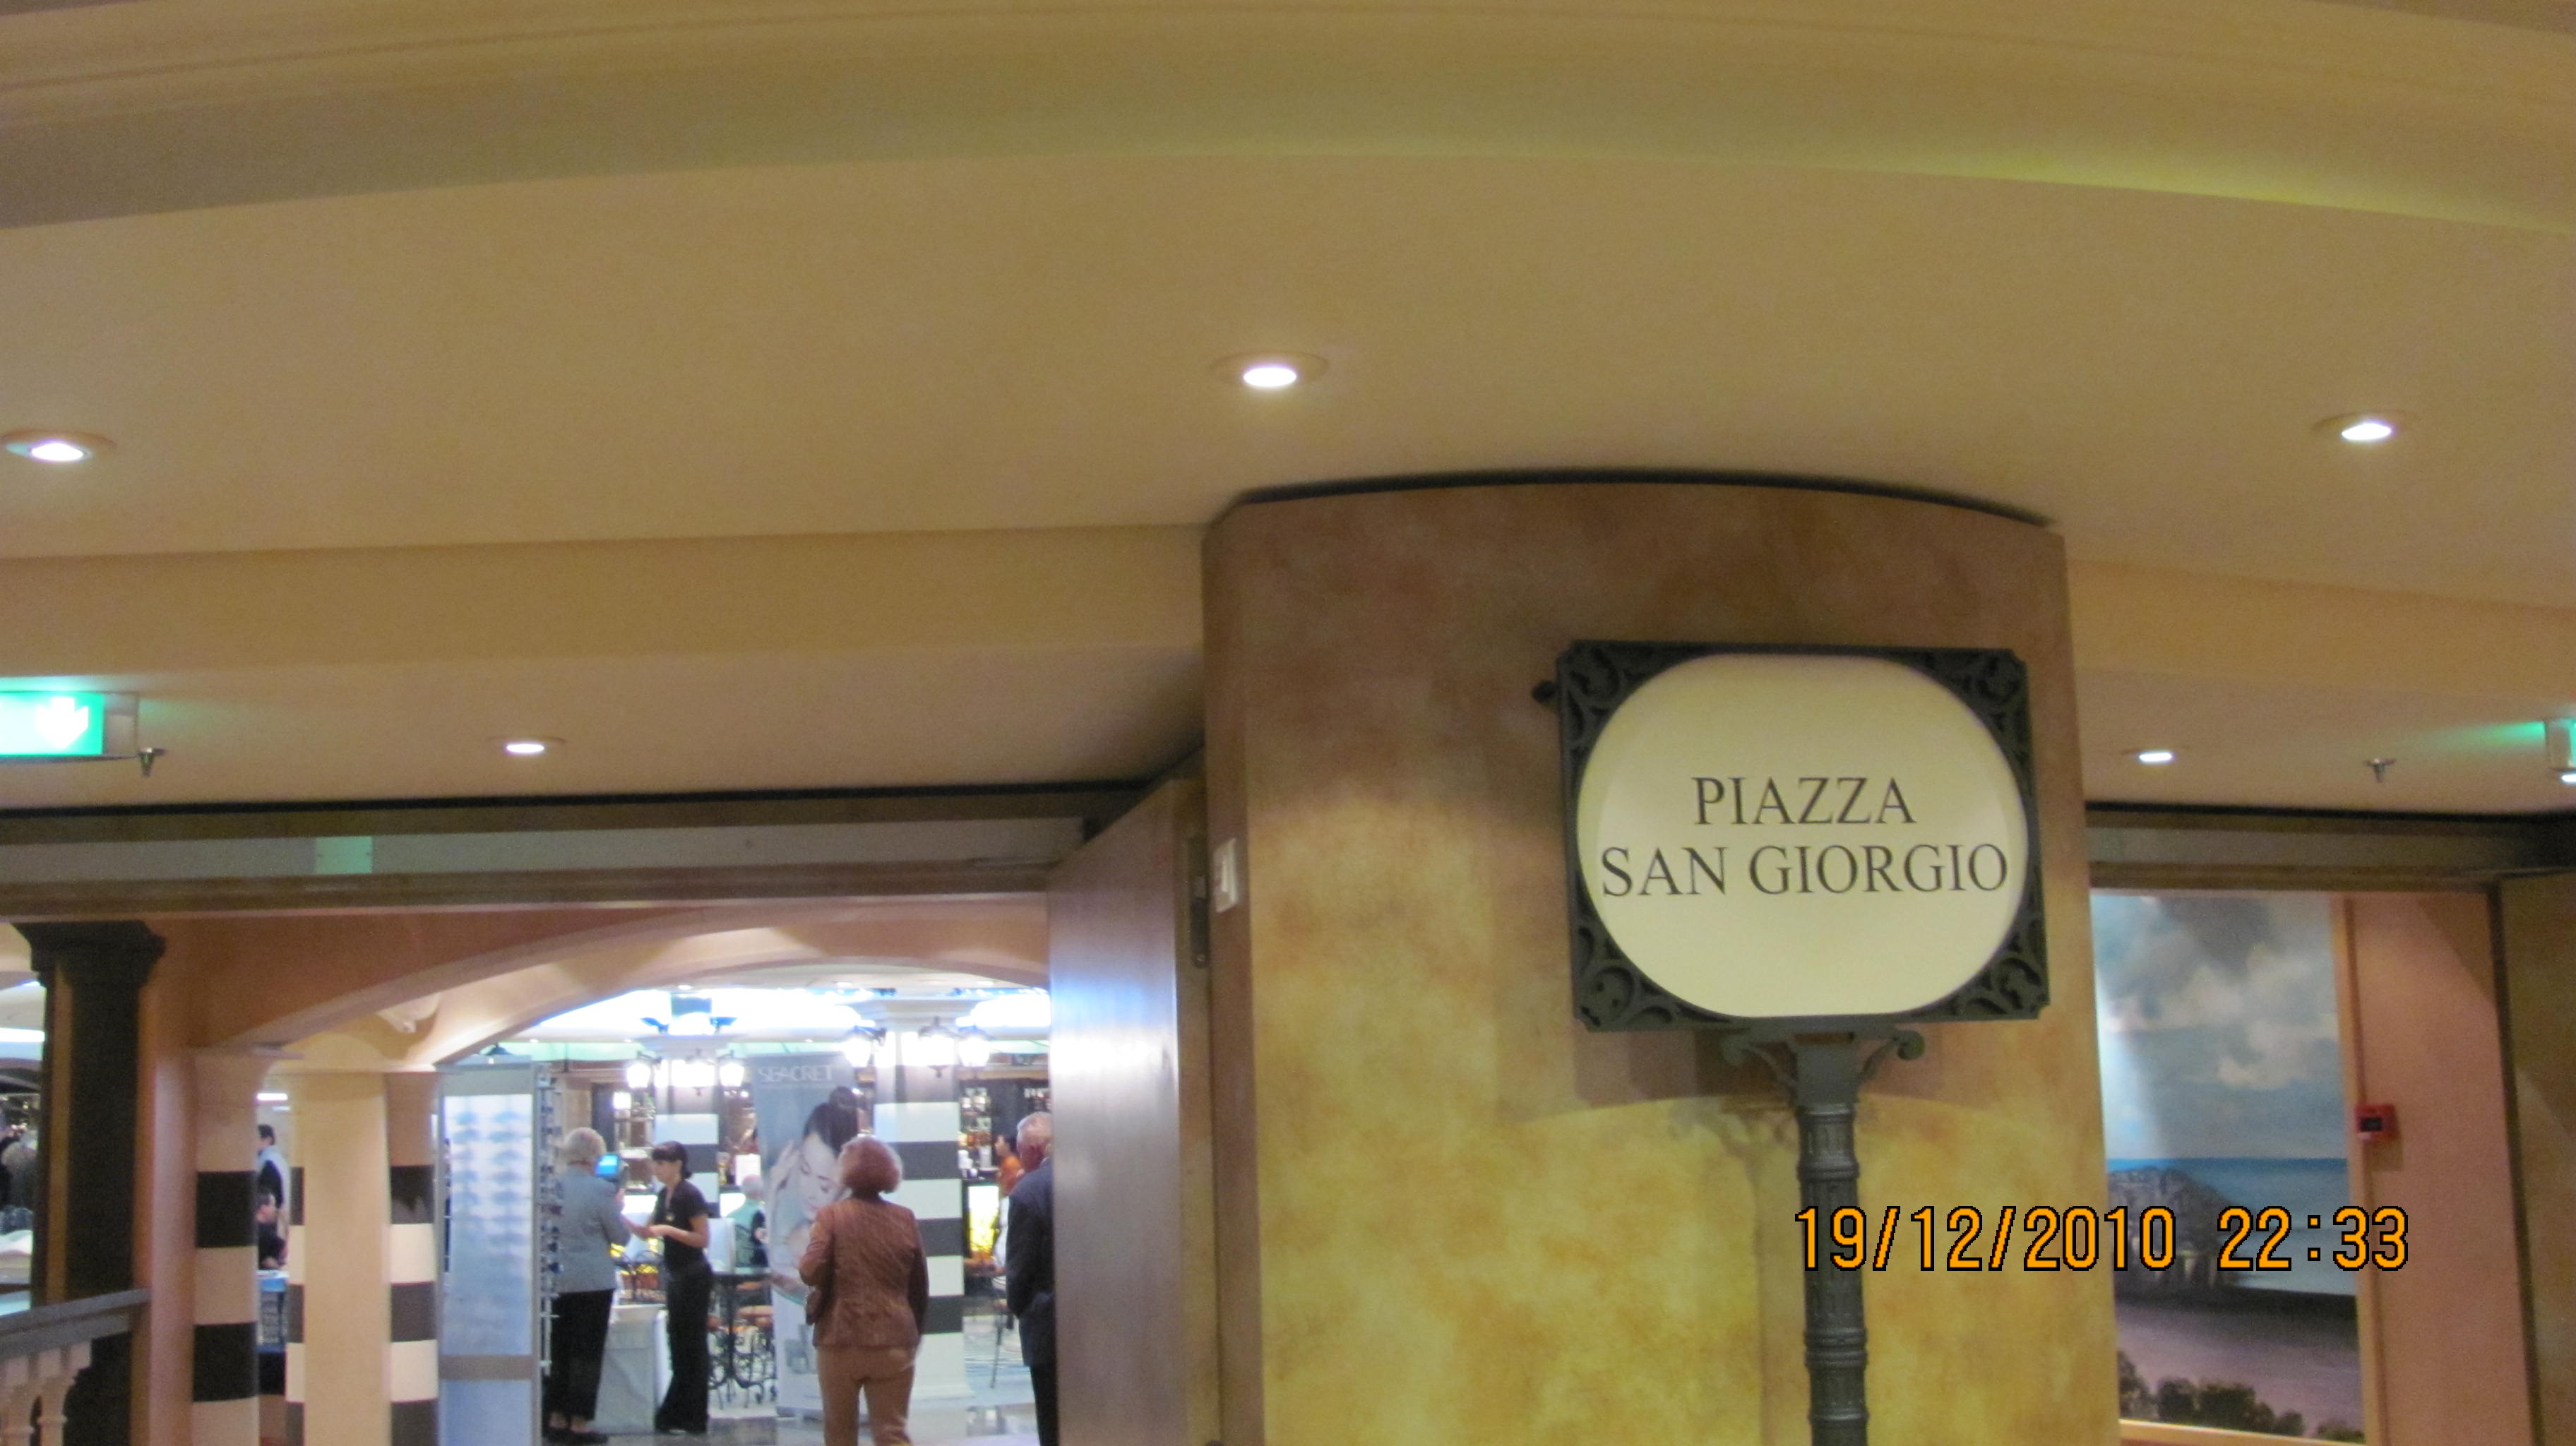 PIAZZA
SAN GIORGIO
SEACRET
19/12/2010 22:33